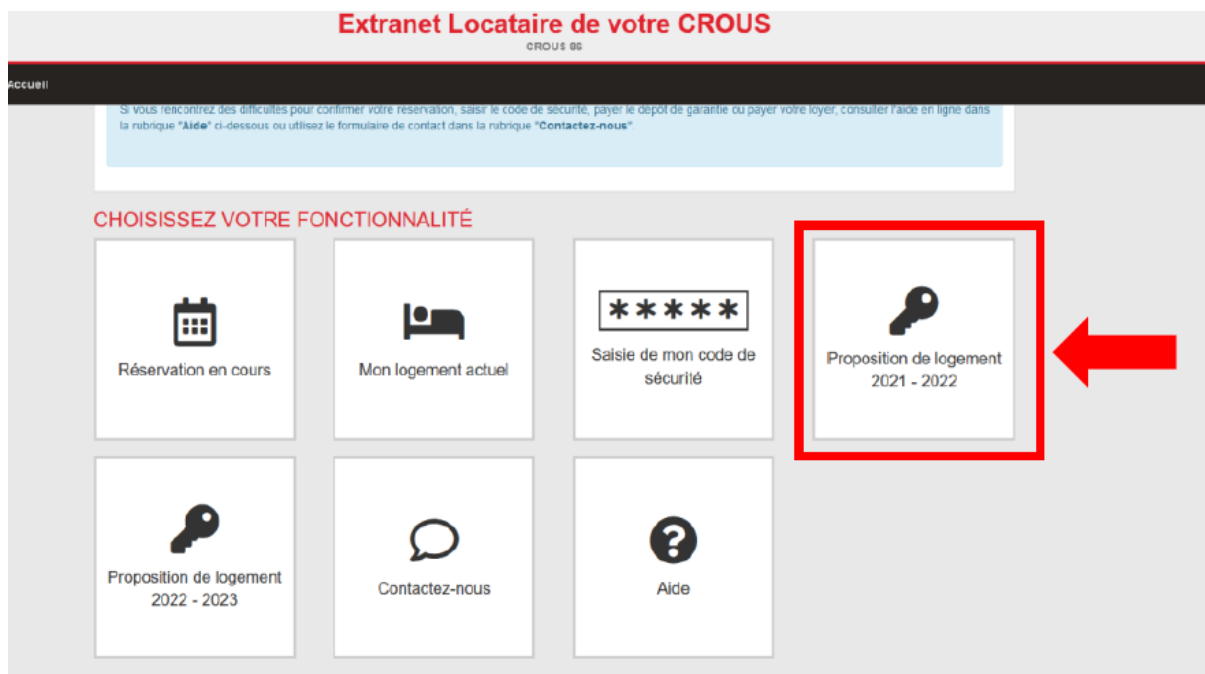 Extranet Locataire de votre CROUS
CROUS 86
Accueil
Si vous rencontrez des difficultés pour confirmer votre réservation, saisir le code de sécurité, payer le dépôt de garantie ou payer votre loyer, consulter l'aide en ligne dans
la rubrique "Aide" ci-dessous ou utilisez le formulaire de contact dans la rubrique "Contactez-nous".
CHOISISSEZ VOTRE FONCTIONNALITÉ
Réservation en cours
Mon logement actuel
*****
Saisie de mon code de
sécurité
Proposition de logement
2021 - 2022
Proposition de logement
2022 - 2023
Contactez-nous
Aide